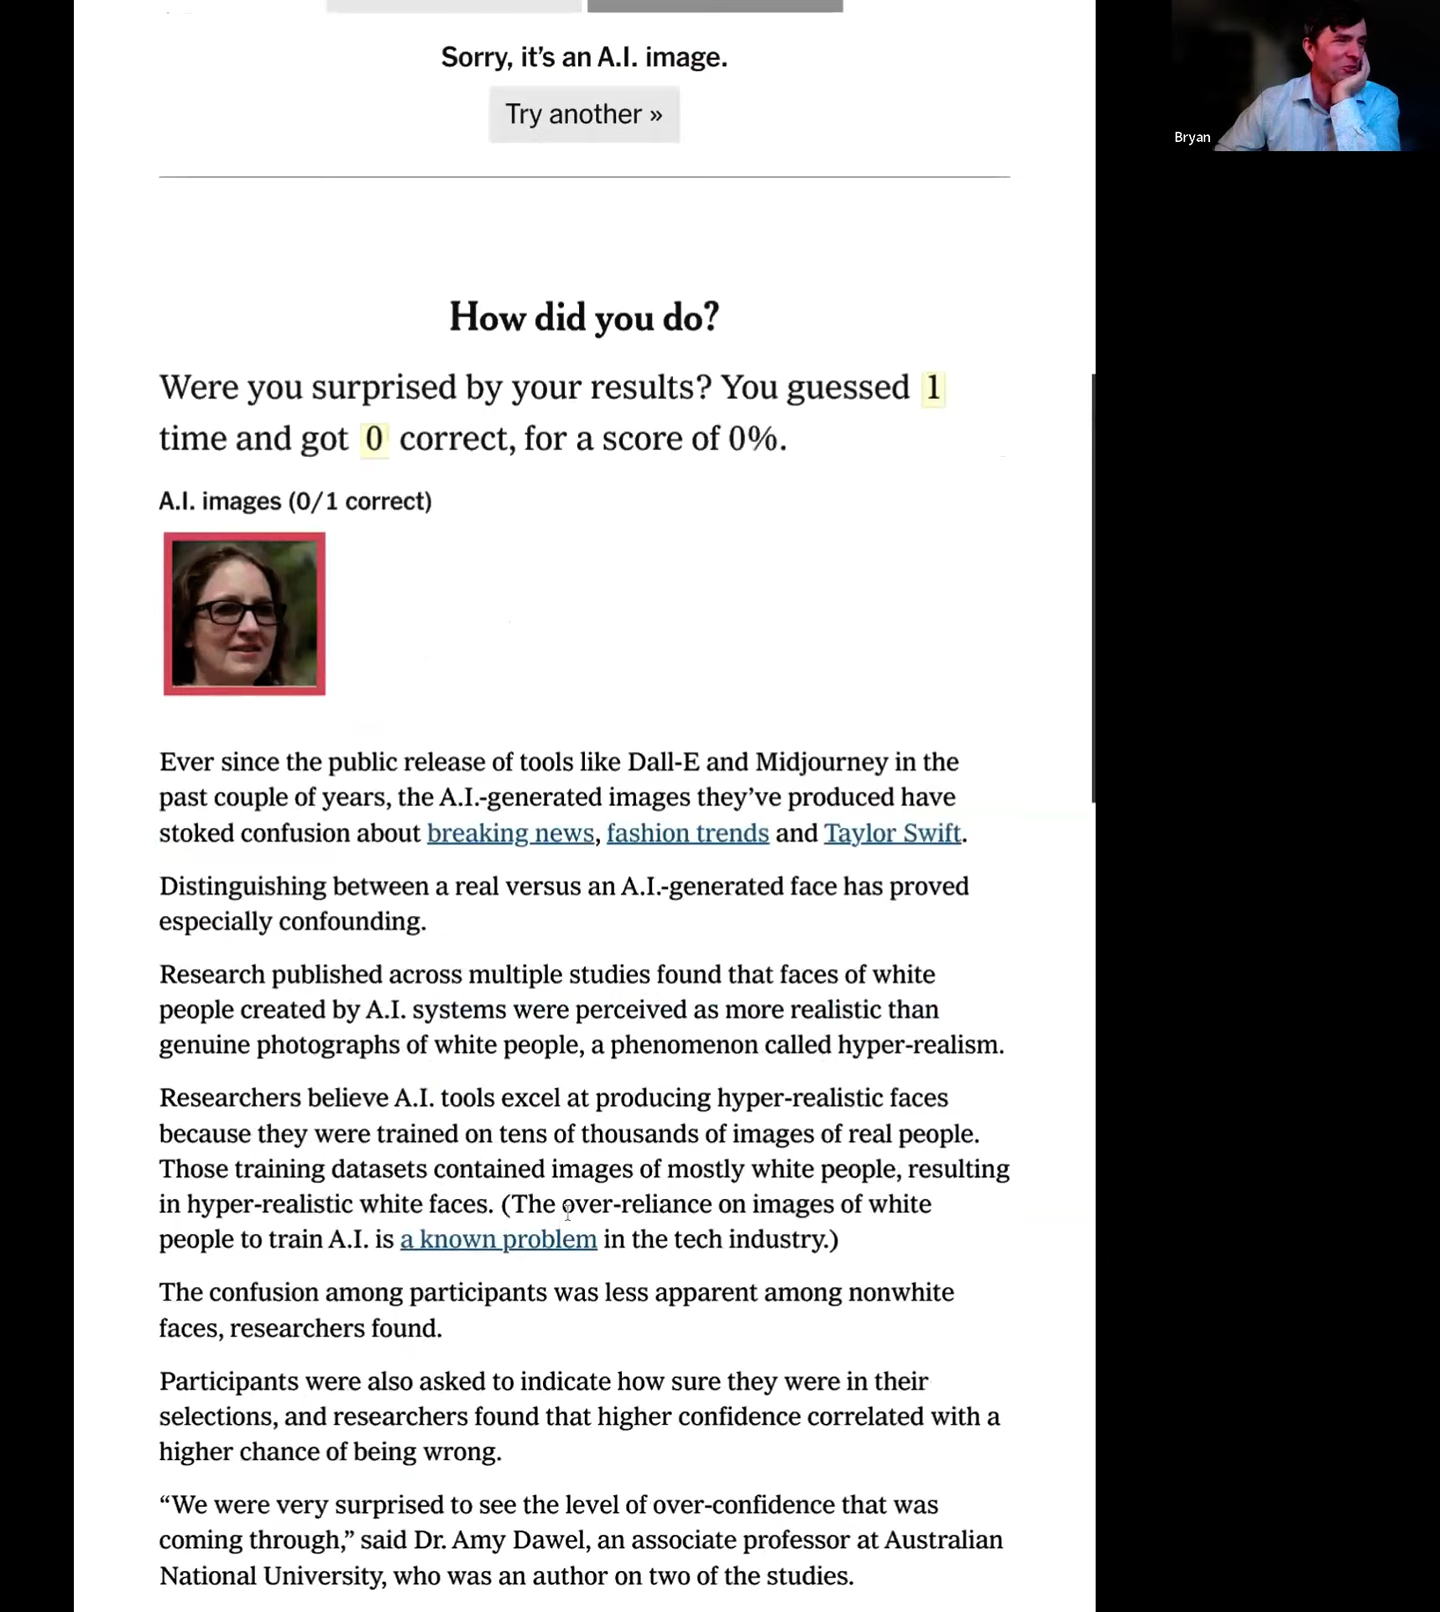 Sorry, it’s an A.I. image.
Try another »
Bryan
How did you do?
Were you surprised by your results? You guessed 1
time and got 0 correct, for a score of 0%.
A.I. images (0/1 correct)
Ever since the public release of tools like Dall-E and Midjourney in the
past couple of years, the A.I.-generated images they’ve produced have
stoked confusion about breaking news, fashion trends and Taylor Swift.
Distinguishing between a real versus an A.I.-generated face has proved
especially confounding.
Research published across multiple studies found that faces of white
people created by A.I. systems were perceived as more realistic than
genuine photographs of white people, a phenomenon called hyper-realism.
Researchers believe A.I. tools excel at producing hyper-realistic faces
because they were trained on tens of thousands of images of real people.
Those training datasets contained images of mostly white people, resulting
in hyper-realistic white faces. (The over-reliance on images of white
people to train A.I. is a known problem in the tech industry.)
The confusion among participants was less apparent among nonwhite
faces, researchers found.
Participants were also asked to indicate how sure they were in their
selections, and researchers found that higher confidence correlated with a
higher chance of being wrong.
“We were very surprised to see the level of over-confidence that was
coming through,” said Dr. Amy Dawel, an associate professor at Australian
National University, who was an author on two of the studies.